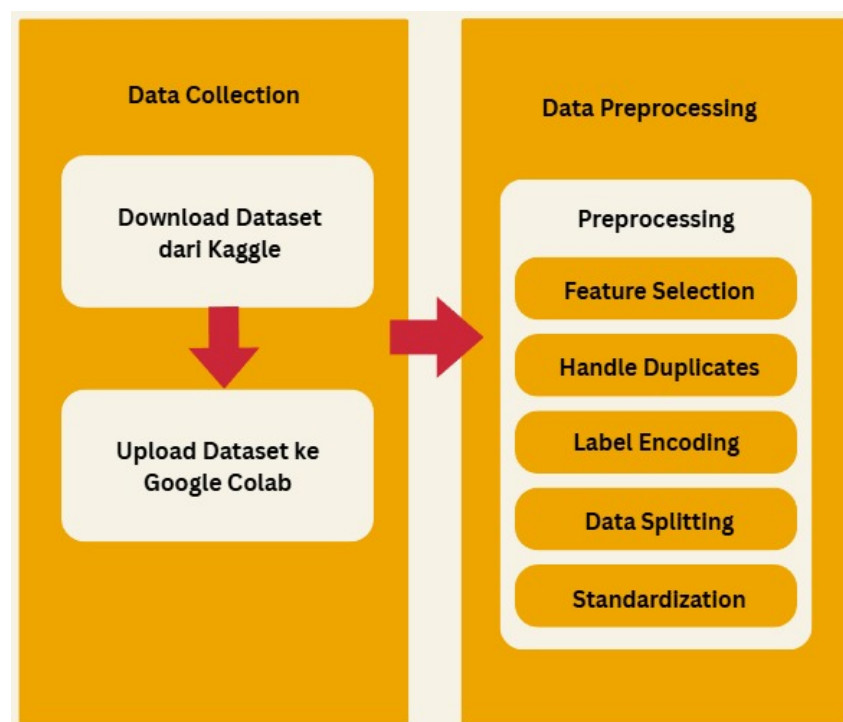 Data Collection
Download Dataset
dari Kaggle
Upload Dataset ke
Google Colab
Data Preprocessing
Preprocessing
Feature Selection
Handle Duplicates
Label Encoding
Data Splitting
Standardization